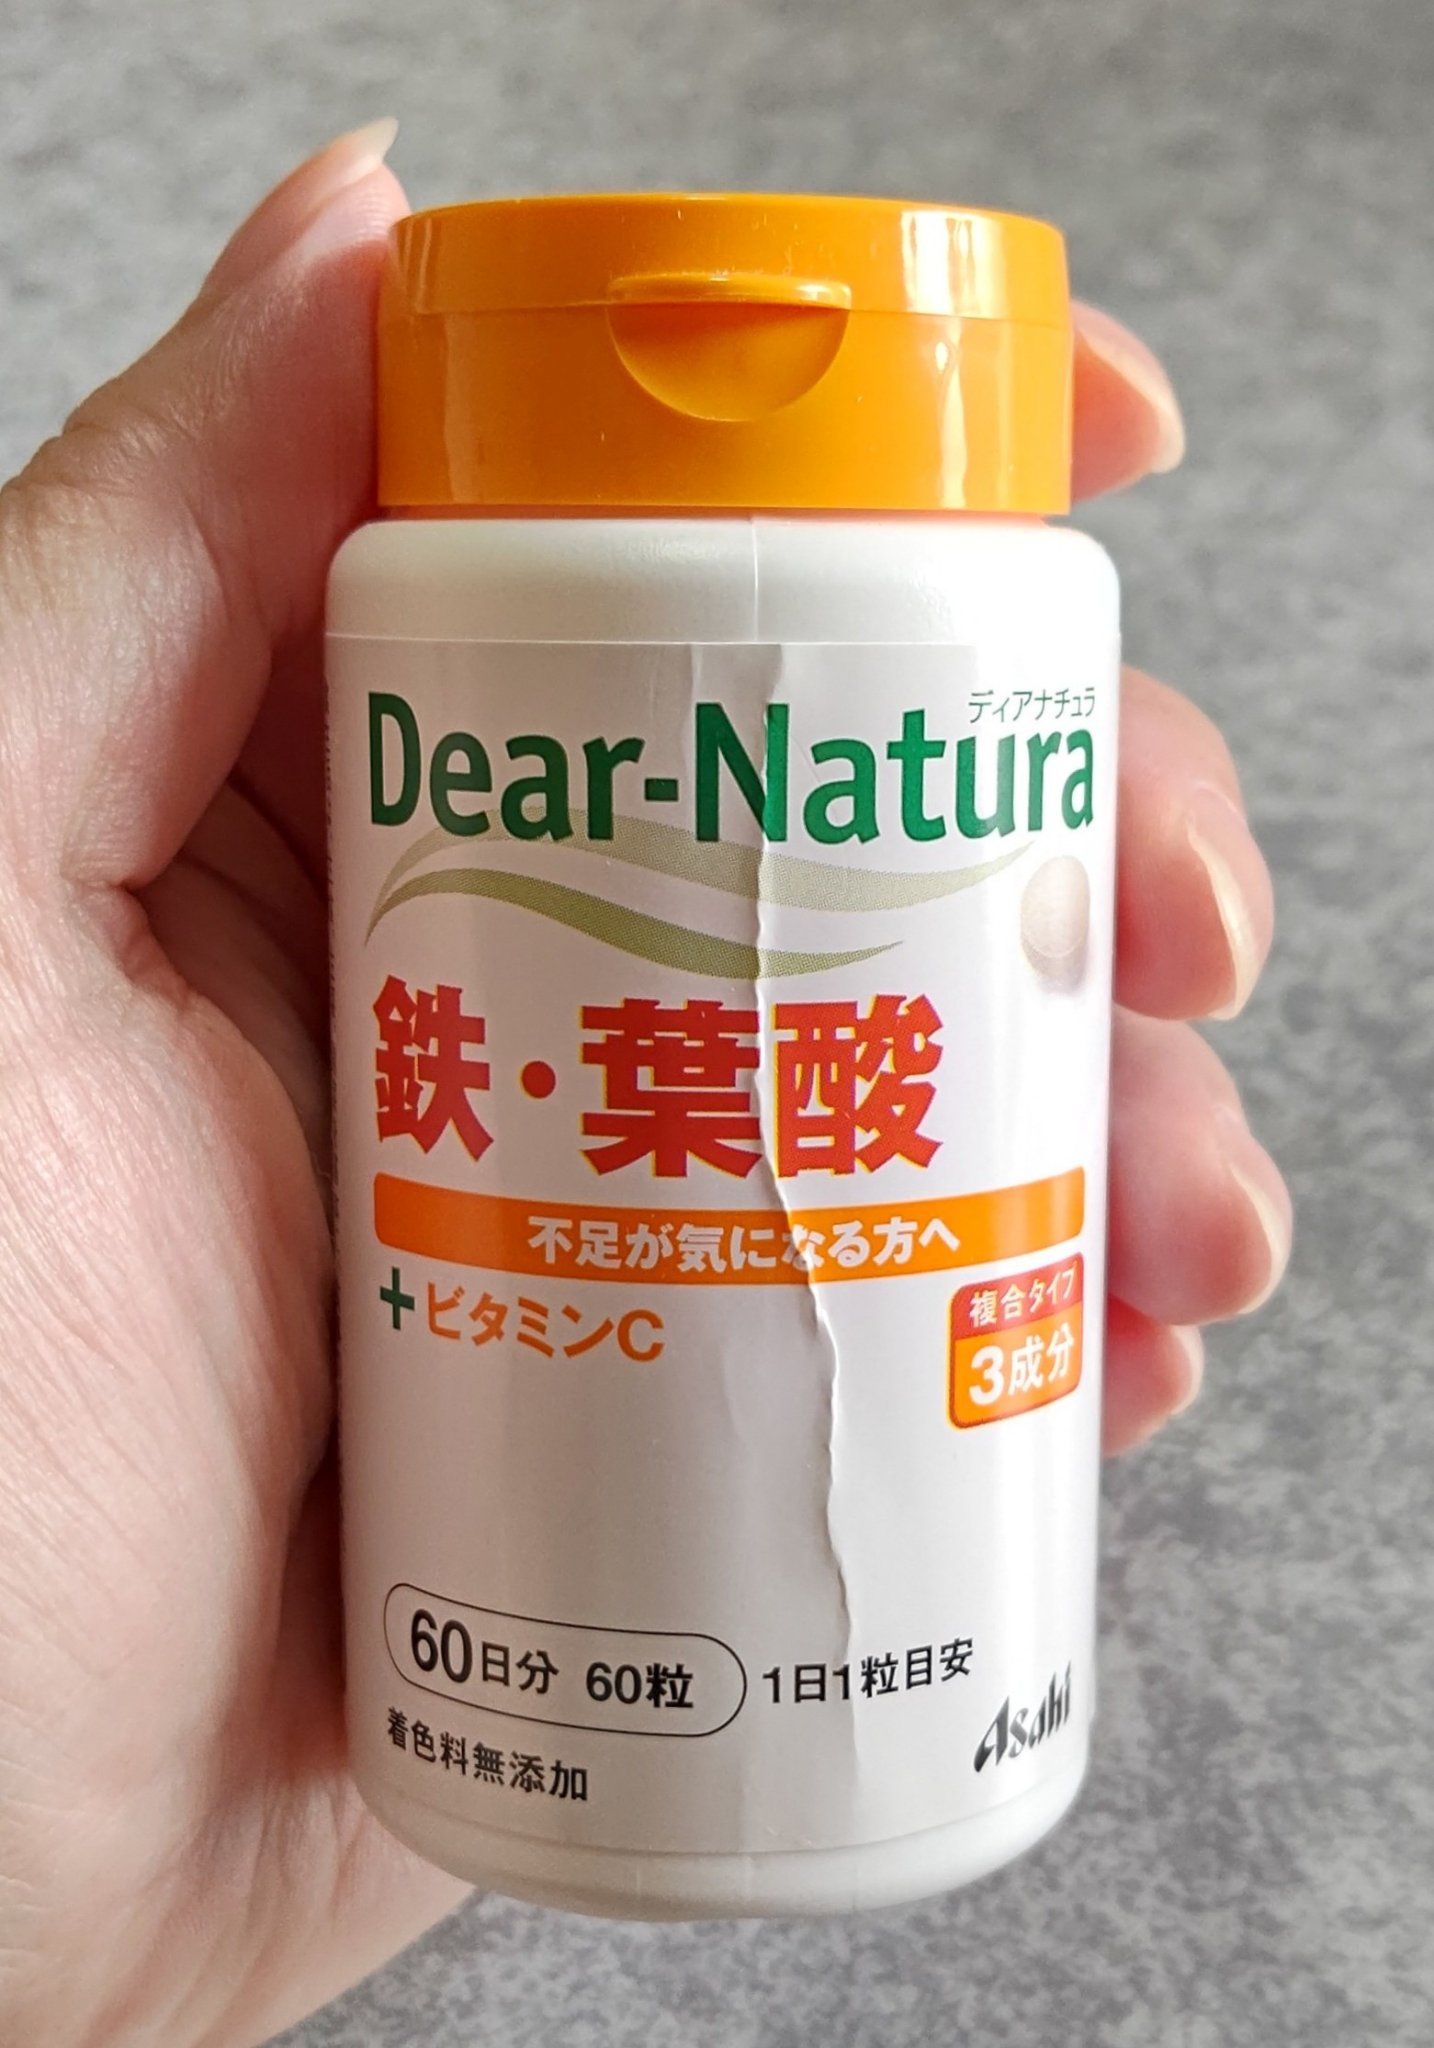 ディアナチュラ
Dear-Natura
鉄・葉酸
不足が気になる方へ
+ビタミンC
複合タイプ
3成分
60日分 60粒 1日1粒目安
着色料無添加
Asahi